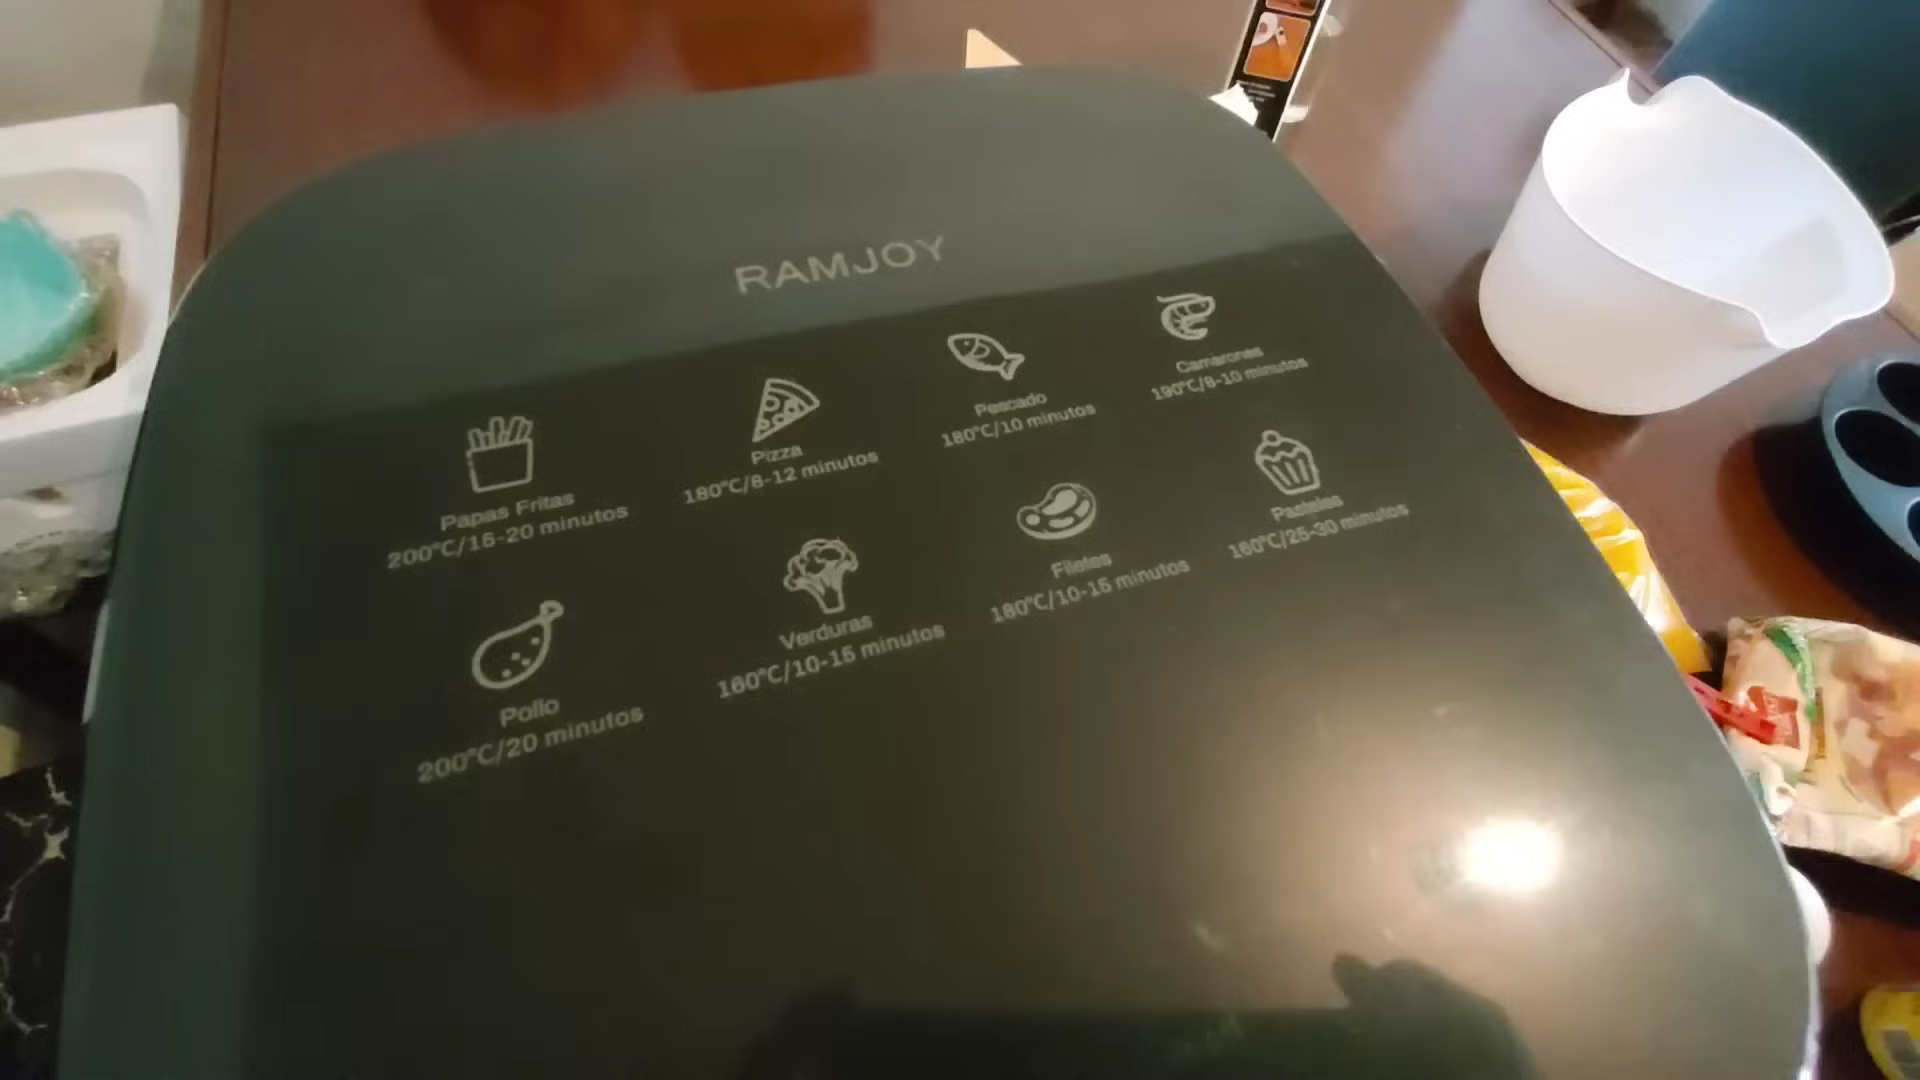 RAMJOY
Papas Fritas
200°C/15-20 minutos
Pizza
180°C/8-12 minutos
Pescado
180°C/10 minutos
Camarones
190°C/8-10 minutos
Pollo
200°C/20 minutos
Verduras
160°C/10-15 minutos
Filetes
180°C/10-15 minutos
Pasteles
160°C/25-30 minutos